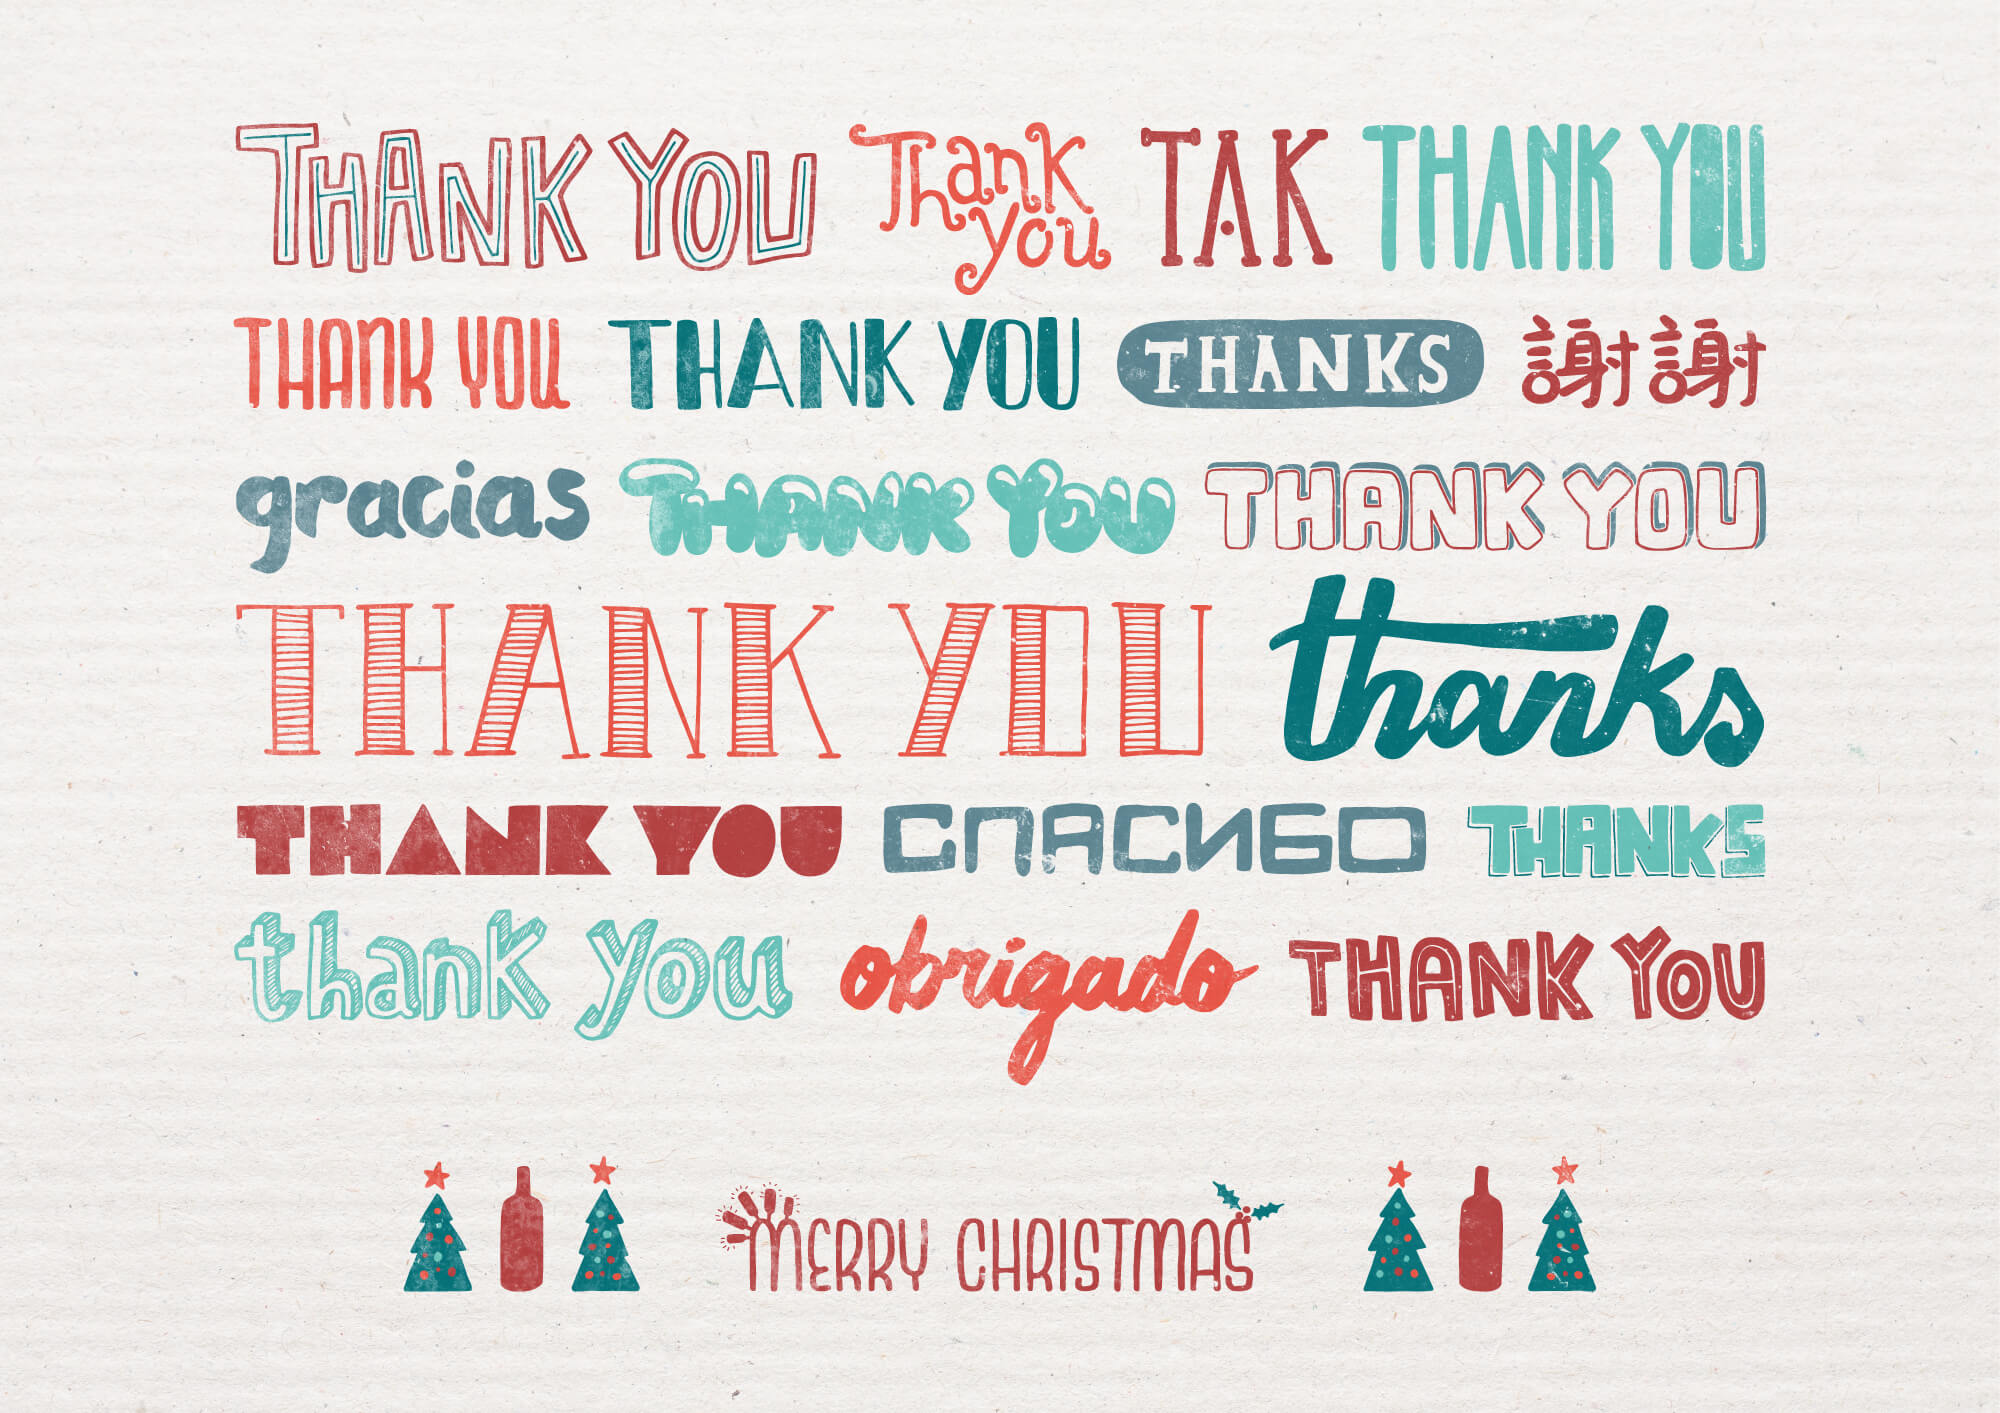 THANK YOU Thank you TAK THANK YOU
THANK YOU THANK YOU THANKS 謝謝
gracias THANK YOU THANK YOU
THANK YOU thanks
THANK YOU СПАСИБО THANKS
thank you obrigado THANK YOU
MERRY CHRISTMAS